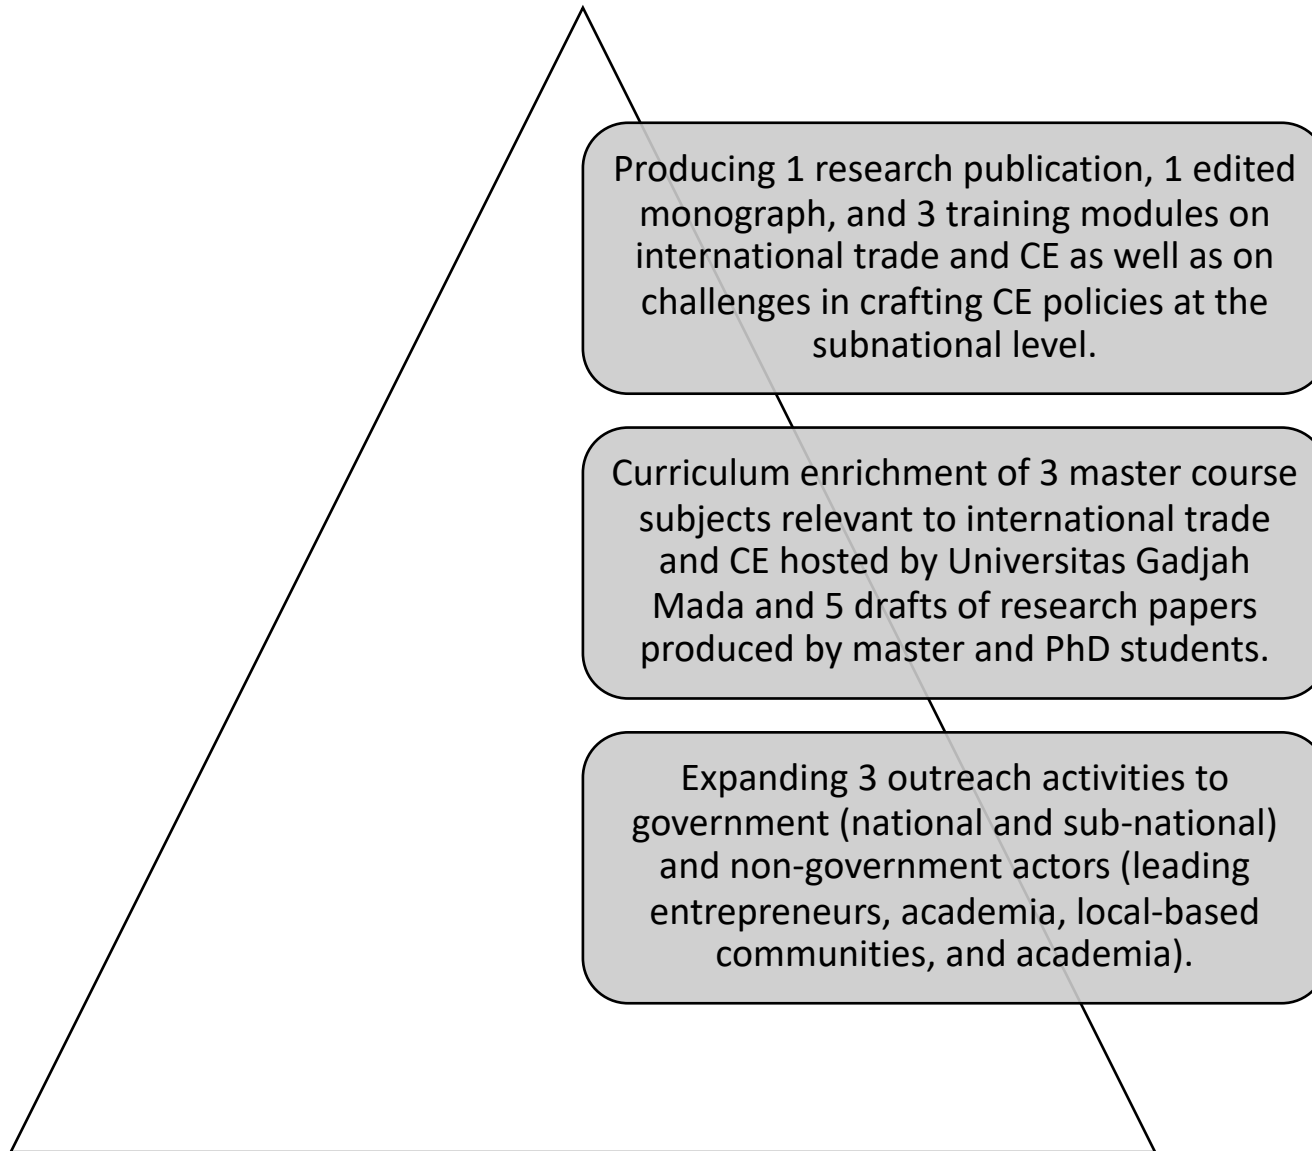 Producing 1 research publication, 1 edited
monograph, and 3 training modules on
international trade and CE as well as on
challenges in crafting CE policies at the
subnational level.
Curriculum enrichment of 3 master course
subjects relevant to international trade
and CE hosted by Universitas Gadjah
Mada and 5 drafts of research papers
produced by master and PhD students.
Expanding 3 outreach activities to
government (national and sub-national)
and non-government actors (leading
entrepreneurs, academia, local-based
communities, and academia).